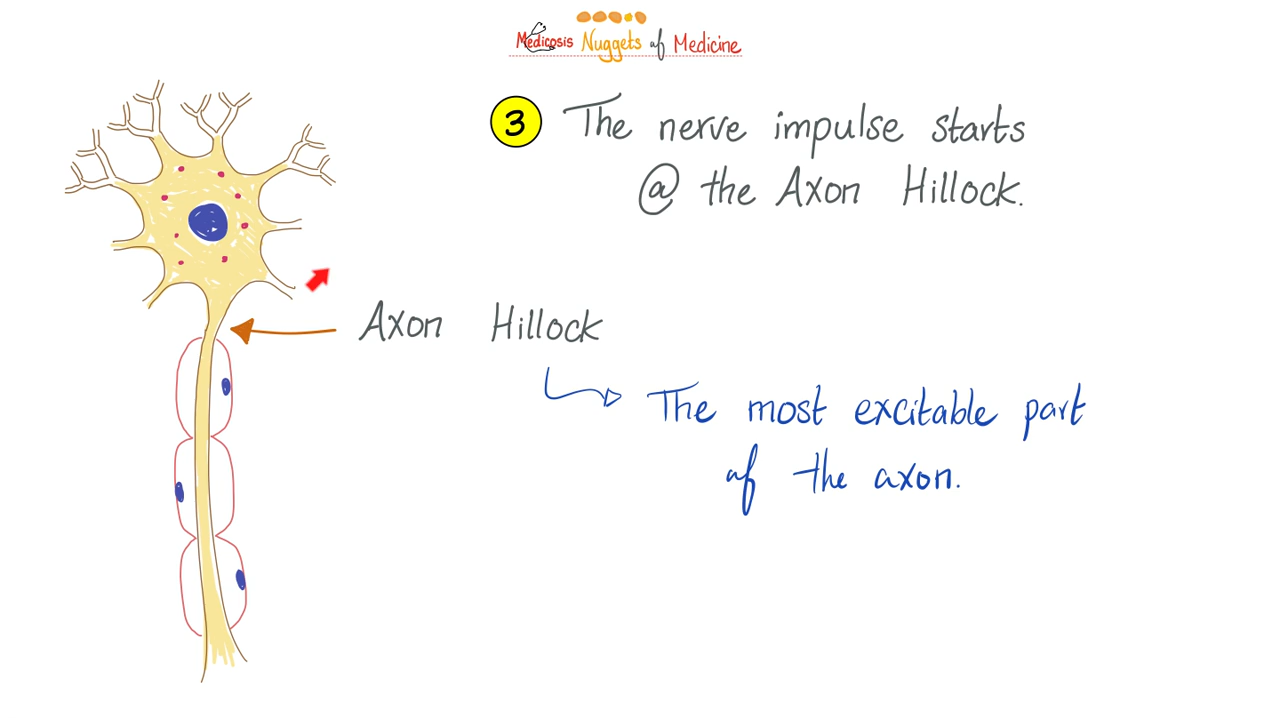 Medicosis Nuggets of Medicine
3 The nerve impulse starts
@ the Axon Hillock.
Axon Hillock
The most excitable part
of the axon.